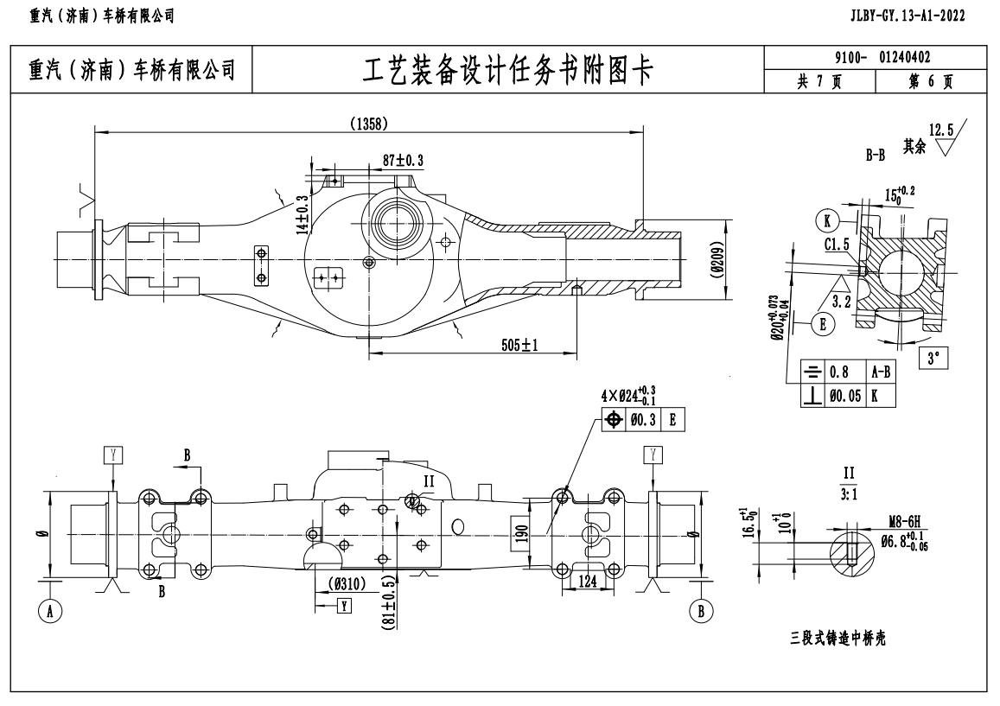 重汽(济南)车桥有限公司
JLBY-GY.13-A1-2022
重汽(济南)车桥有限公司
工艺装备设计任务书附图卡
9100- 01240402
共 7 页
第 6 页
(1358)
87±0.3
14±0.3
(Ø209)
505±1
B-B
其余
12.5
15+0.2 0
K
C1.5
3.2
Ø20+0.073 +0.04
E
3°
0.8 A-B
Ø0.05 K
4×Ø24+0.3 -0.1
Ø0.3 E
Y
B
II
Y
Ø
190
Ø
B
124
(Ø310)
Y
(81±0.5)
A
B
II
3:1
16.5+1 0
10+1 0
M8-6H
Ø6.8+0.1 -0.05
三段式铸造中桥壳